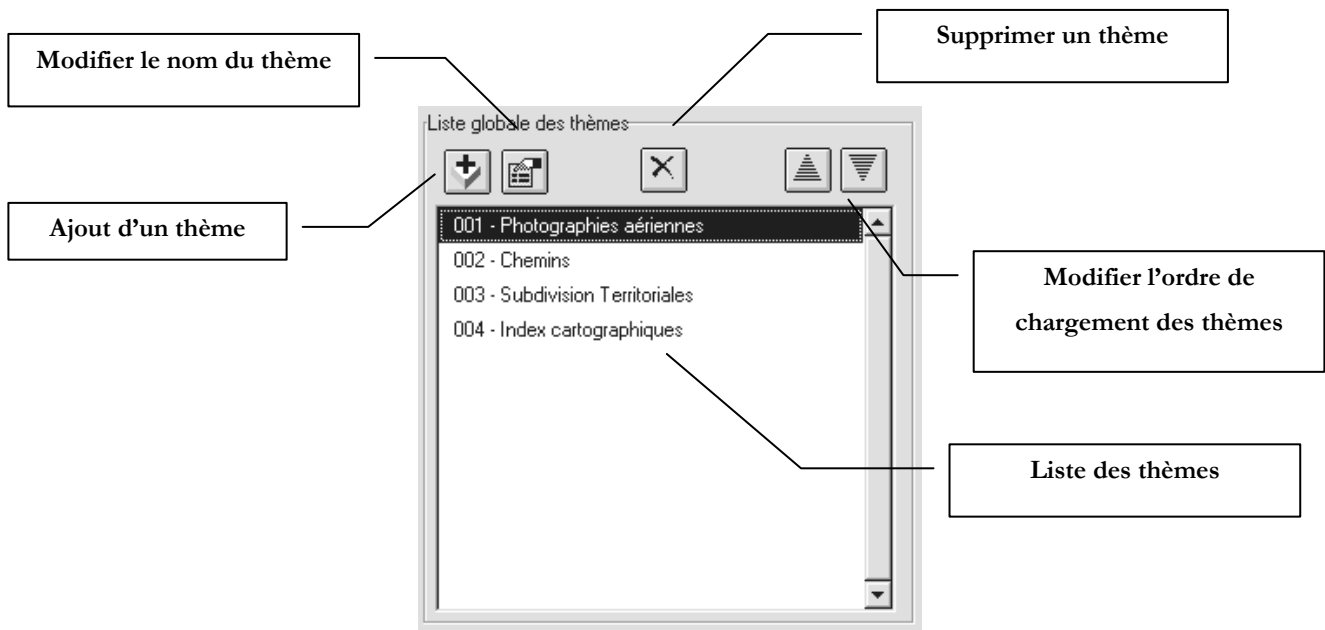 Supprimer un thème
Modifier le nom du thème
Liste globale des thèmes
Ajout d’un thème
001 - Photographies aériennes
002 - Chemins
003 - Subdivision Territoriales
004 - Index cartographiques
Modifier l’ordre de
chargement des thèmes
Liste des thèmes